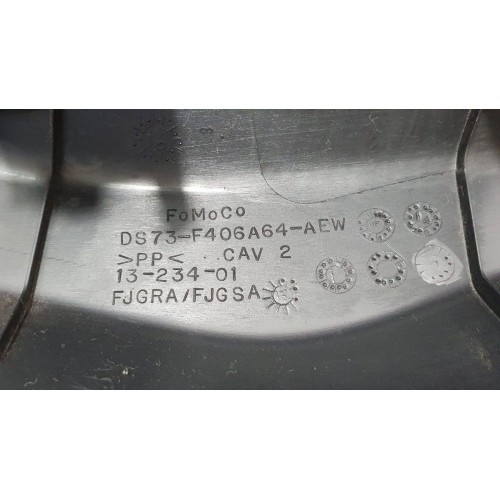 FoMoCo
DS73-F406A64-AEW
>PP< CAV 2
13-234-01
FJGRA/FJGSA